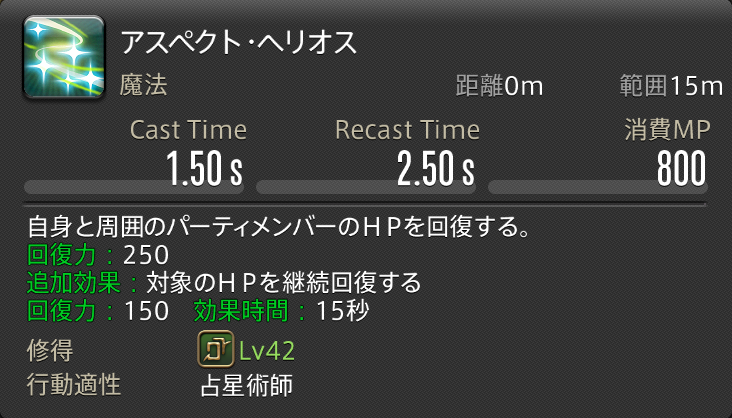 アスペクト・ヘリオス
魔法 距離0m 範囲15m
Cast Time Recast Time 消費MP
1.50s 2.50s 800
自身と周囲のパーティメンバーのＨＰを回復する。
回復力：250
追加効果：対象のＨＰを継続回復する
回復力：150 効果時間：15秒
修得 Lv42
行動適性 占星術師